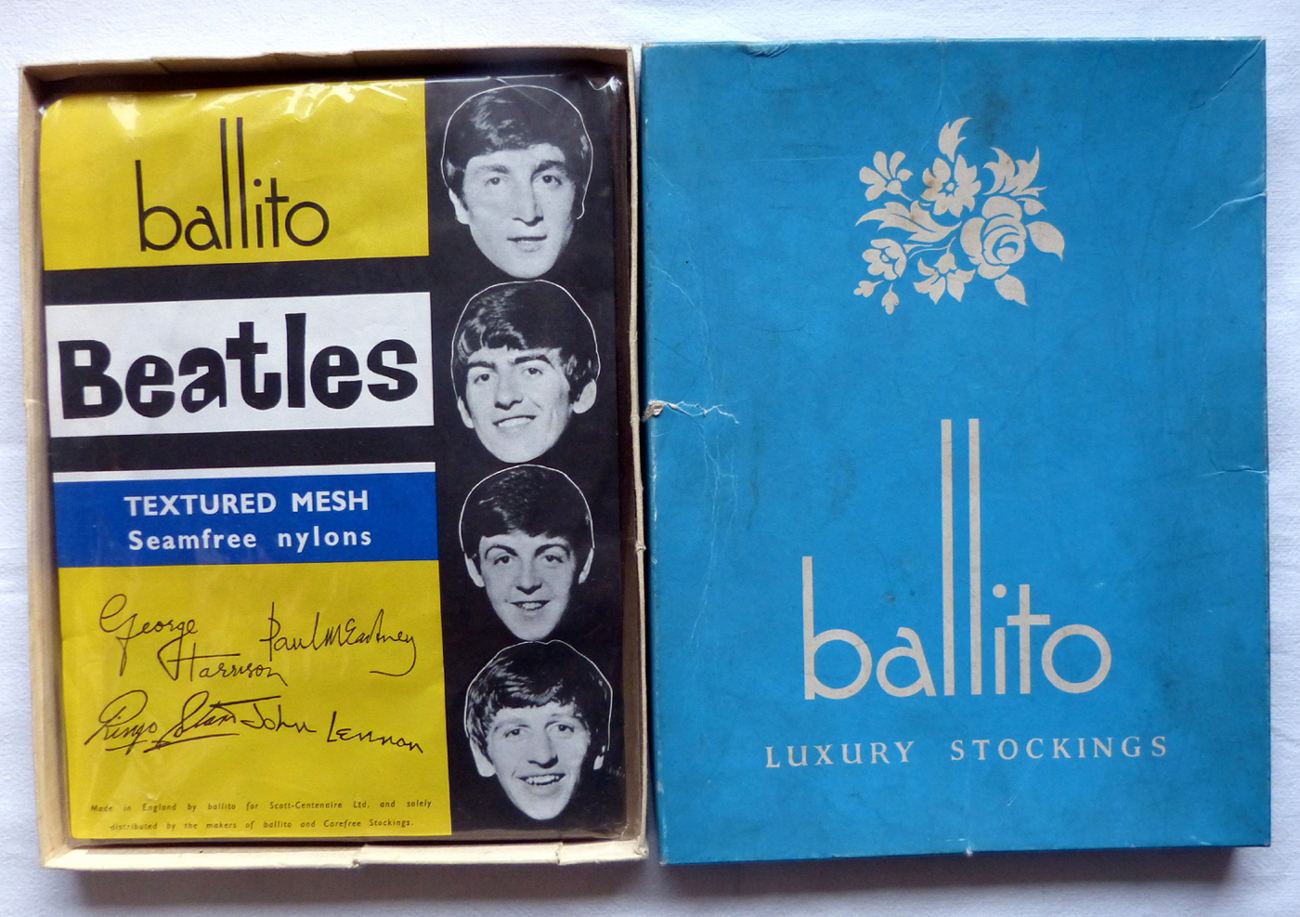 ballito
Beatles
TEXTURED MESH
Seamfree nylons
George Harrison
Paul McCartney
Ringo Starr
John Lennon
Made in England by ballito for Scott-Centenaire Ltd. and solely
distributed by the makers of ballito and Carefree Stockings.
ballito
LUXURY STOCKINGS